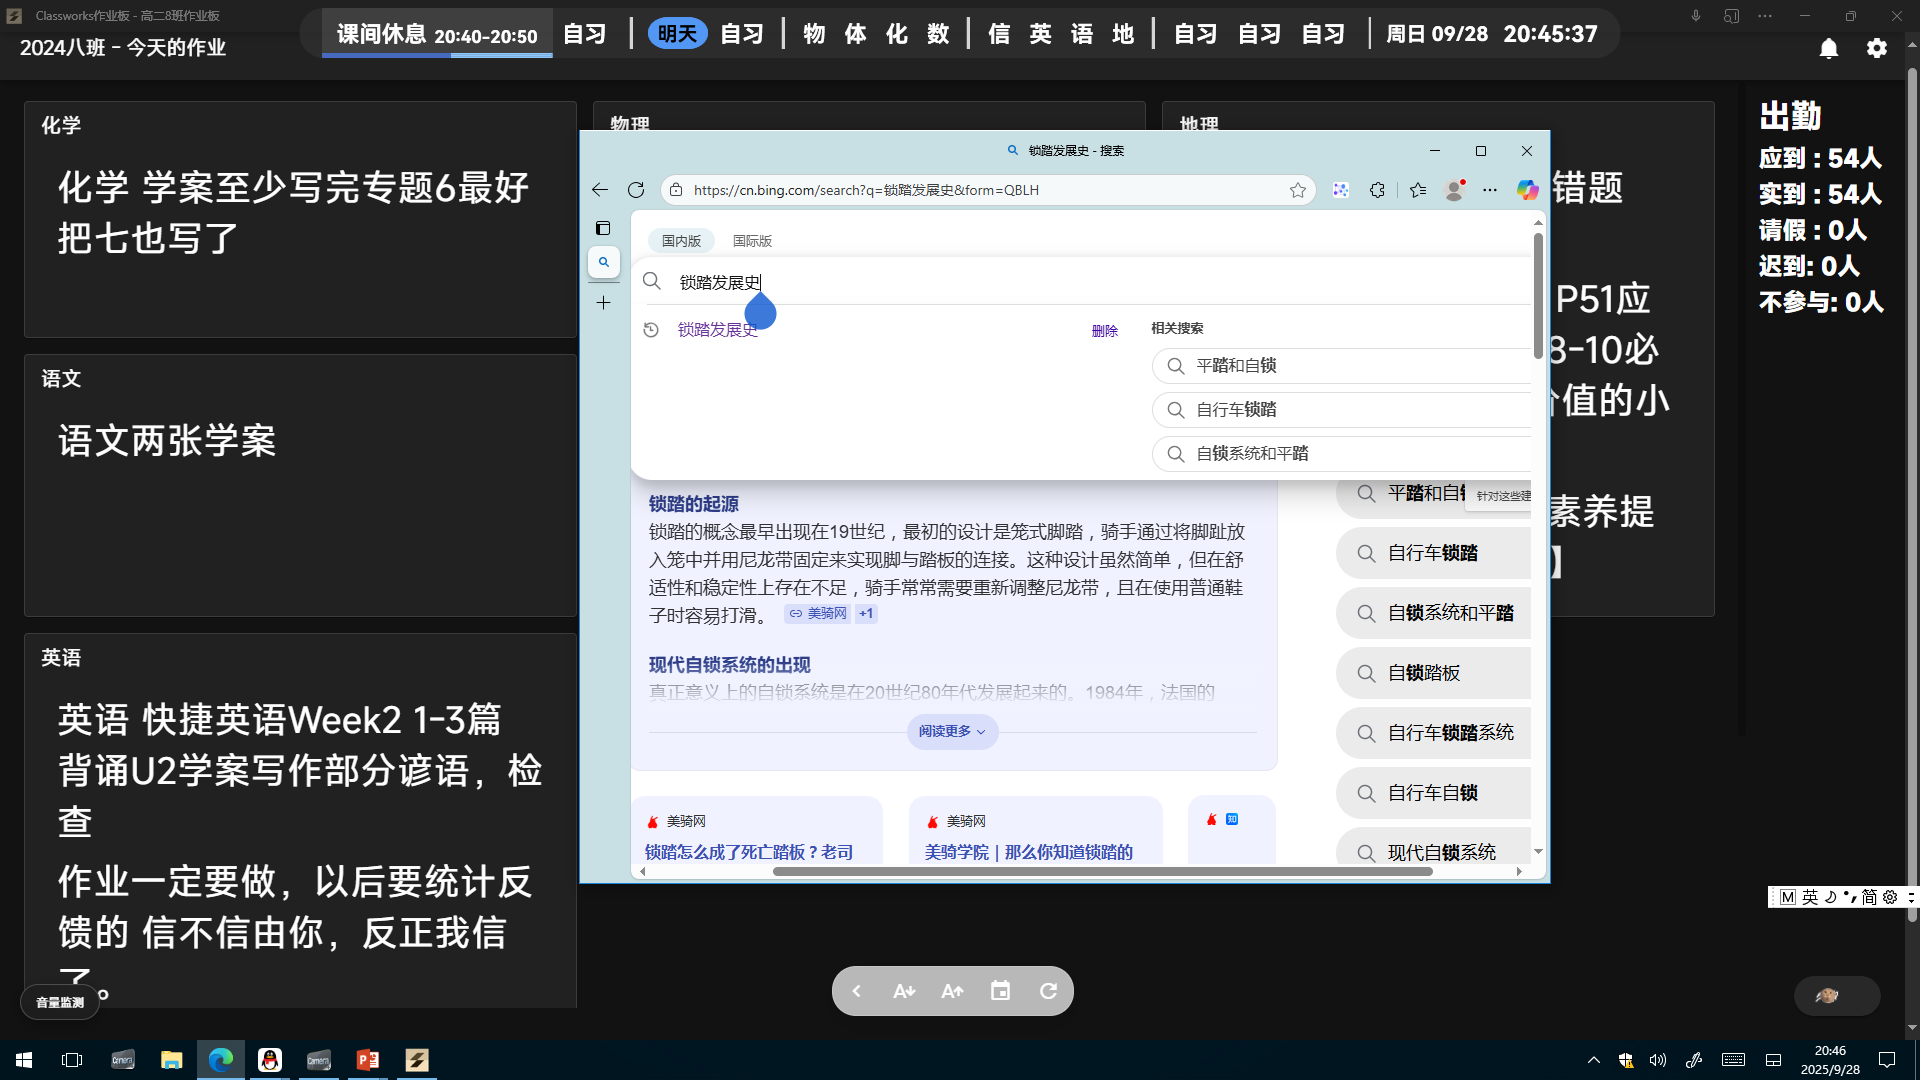 Classworks作业板 - 高二8班作业板
2024八班 - 今天的作业
课间休息 20:40-20:50 自习 | 明天 自习 | 物 体 化 数 | 信 英 语 地 | 自习 自习 自习 | 周日 09/28 20:45:37
化学
化学 学案至少写完专题6最好
把七也写了
语文
语文两张学案
英语
英语 快捷英语Week2 1-3篇
背诵U2学案写作部分谚语，检
查
作业一定要做，以后要统计反
馈的 信不信由你，反正我信
了。
音量监测
物理
地理
错题
P51应
8-10必
价值的小
素养提
】
出勤
应到 : 54人
实到 : 54人
请假 : 0人
迟到: 0人
不参与: 0人
锁踏发展史 - 搜索
https://cn.bing.com/search?q=锁踏发展史&form=QBLH
国内版 国际版
锁踏发展史
锁踏发展史 删除
相关搜索
平踏和自锁
自行车锁踏
自锁系统和平踏
锁踏的起源
锁踏的概念最早出现在19世纪，最初的设计是笼式脚踏，骑手通过将脚趾放
入笼中并用尼龙带固定来实现脚与踏板的连接。这种设计虽然简单，但在舒
适性和稳定性上存在不足，骑手常常需要重新调整尼龙带，且在使用普通鞋
子时容易打滑。 美骑网 +1
现代自锁系统的出现
真正意义上的自锁系统是在20世纪80年代发展起来的。1984年，法国的
阅读更多
美骑网
锁踏怎么成了死亡踏板？老司
美骑网
美骑学院｜那么你知道锁踏的
知
平踏和自锁
针对这些建
自行车锁踏
自锁系统和平踏
自锁踏板
自行车锁踏系统
自行车自锁
现代自锁系统
M 英 简
A A
20:46
2025/9/28